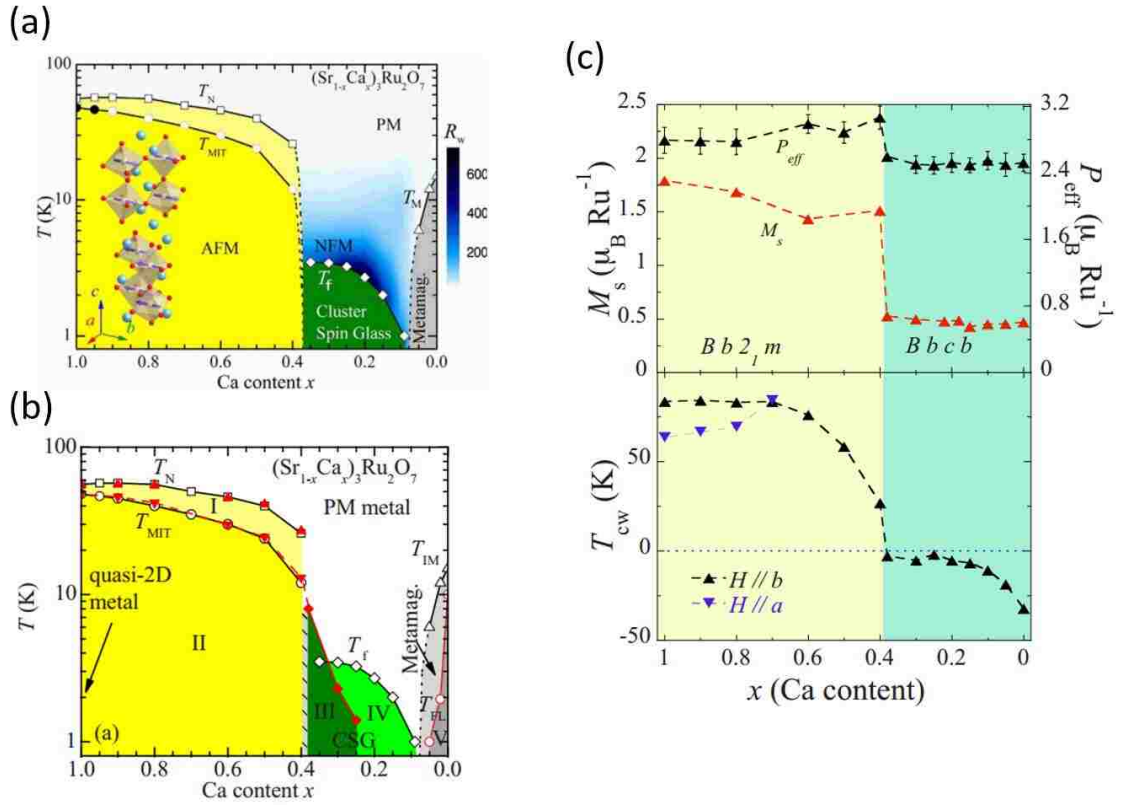 (a)
(Sr1-xCax)3Ru2O7
TN
TMIT
PM
Rw
600
400
200
TM
AFM
NFM
Tf
Cluster
Spin Glass
Metamag.
c
a
b
100
10
1
T (K)
1.0 0.8 0.6 0.4 0.2 0.0
Ca content x
(b)
(Sr1-xCax)3Ru2O7
TN
I
PM metal
TMIT
TIM
quasi-2D
metal
Metamag.
II
Tf
TFL
III
IV
V
CSG
(a)
100
10
1
T (K)
1.0 0.8 0.6 0.4 0.2 0.0
Ca content x
(c)
2.5
2
1.5
1
0.5
0
Ms (μB Ru-1)
3.2
2.4
1.6
0.8
0
Peff (μB Ru-1)
Peff
Ms
B b 21 m
B b c b
50
0
-50
Tcw (K)
H // b
H // a
1 0.8 0.6 0.4 0.2 0
x (Ca content)